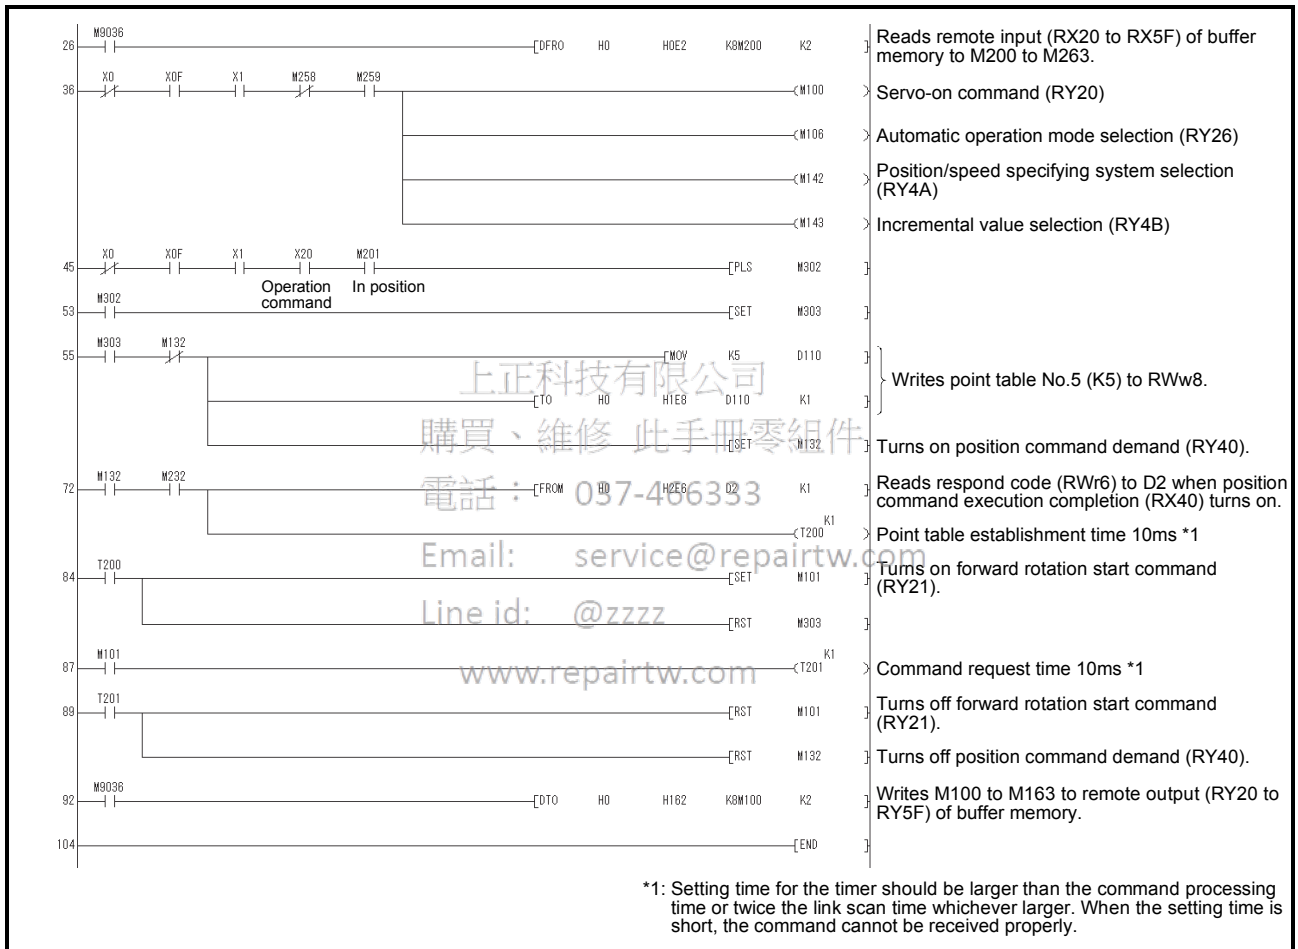 M9036
26 DFRO H0 H0E2 K8M200 K2
Reads remote input (RX20 to RX5F) of buffer
memory to M200 to M263.
X0 X0F X1 M258 M259
36 M100
Servo-on command (RY20)
M106
Automatic operation mode selection (RY26)
M142
Position/speed specifying system selection
(RY4A)
M143
Incremental value selection (RY4B)
X0 X0F X1 X20 M201
45 PLS M302
Operation In position
command
M302
53 SET M303
M303 M132
55 MOV K5 D110
上正科技有限公司
Writes point table No.5 (K5) to RWw8.
TO H0 H1E8 D110 K1
購買、維修 此手冊零組件
SET M132
Turns on position command demand (RY40).
M132 M232
72 FROM H0 H2E6 D2 K1
電話： 037-466333
Reads respond code (RWr6) to D2 when position
command execution completion (RX40) turns on.
K1
T200
Point table establishment time 10ms *1
Email: service@repairtw.com
T200
84 SET M101
Turns on forward rotation start command
(RY21).
Line id: @zzzz
RST M303
M101 K1
87 T201
Command request time 10ms *1
www.repairtw.com
T201
89 RST M101
Turns off forward rotation start command
(RY21).
RST M132
Turns off position command demand (RY40).
M9036
92 DTO H0 H162 K8M100 K2
Writes M100 to M163 to remote output (RY20 to
RY5F) of buffer memory.
104 END
*1: Setting time for the timer should be larger than the command processing
time or twice the link scan time whichever larger. When the setting time is
short, the command cannot be received properly.